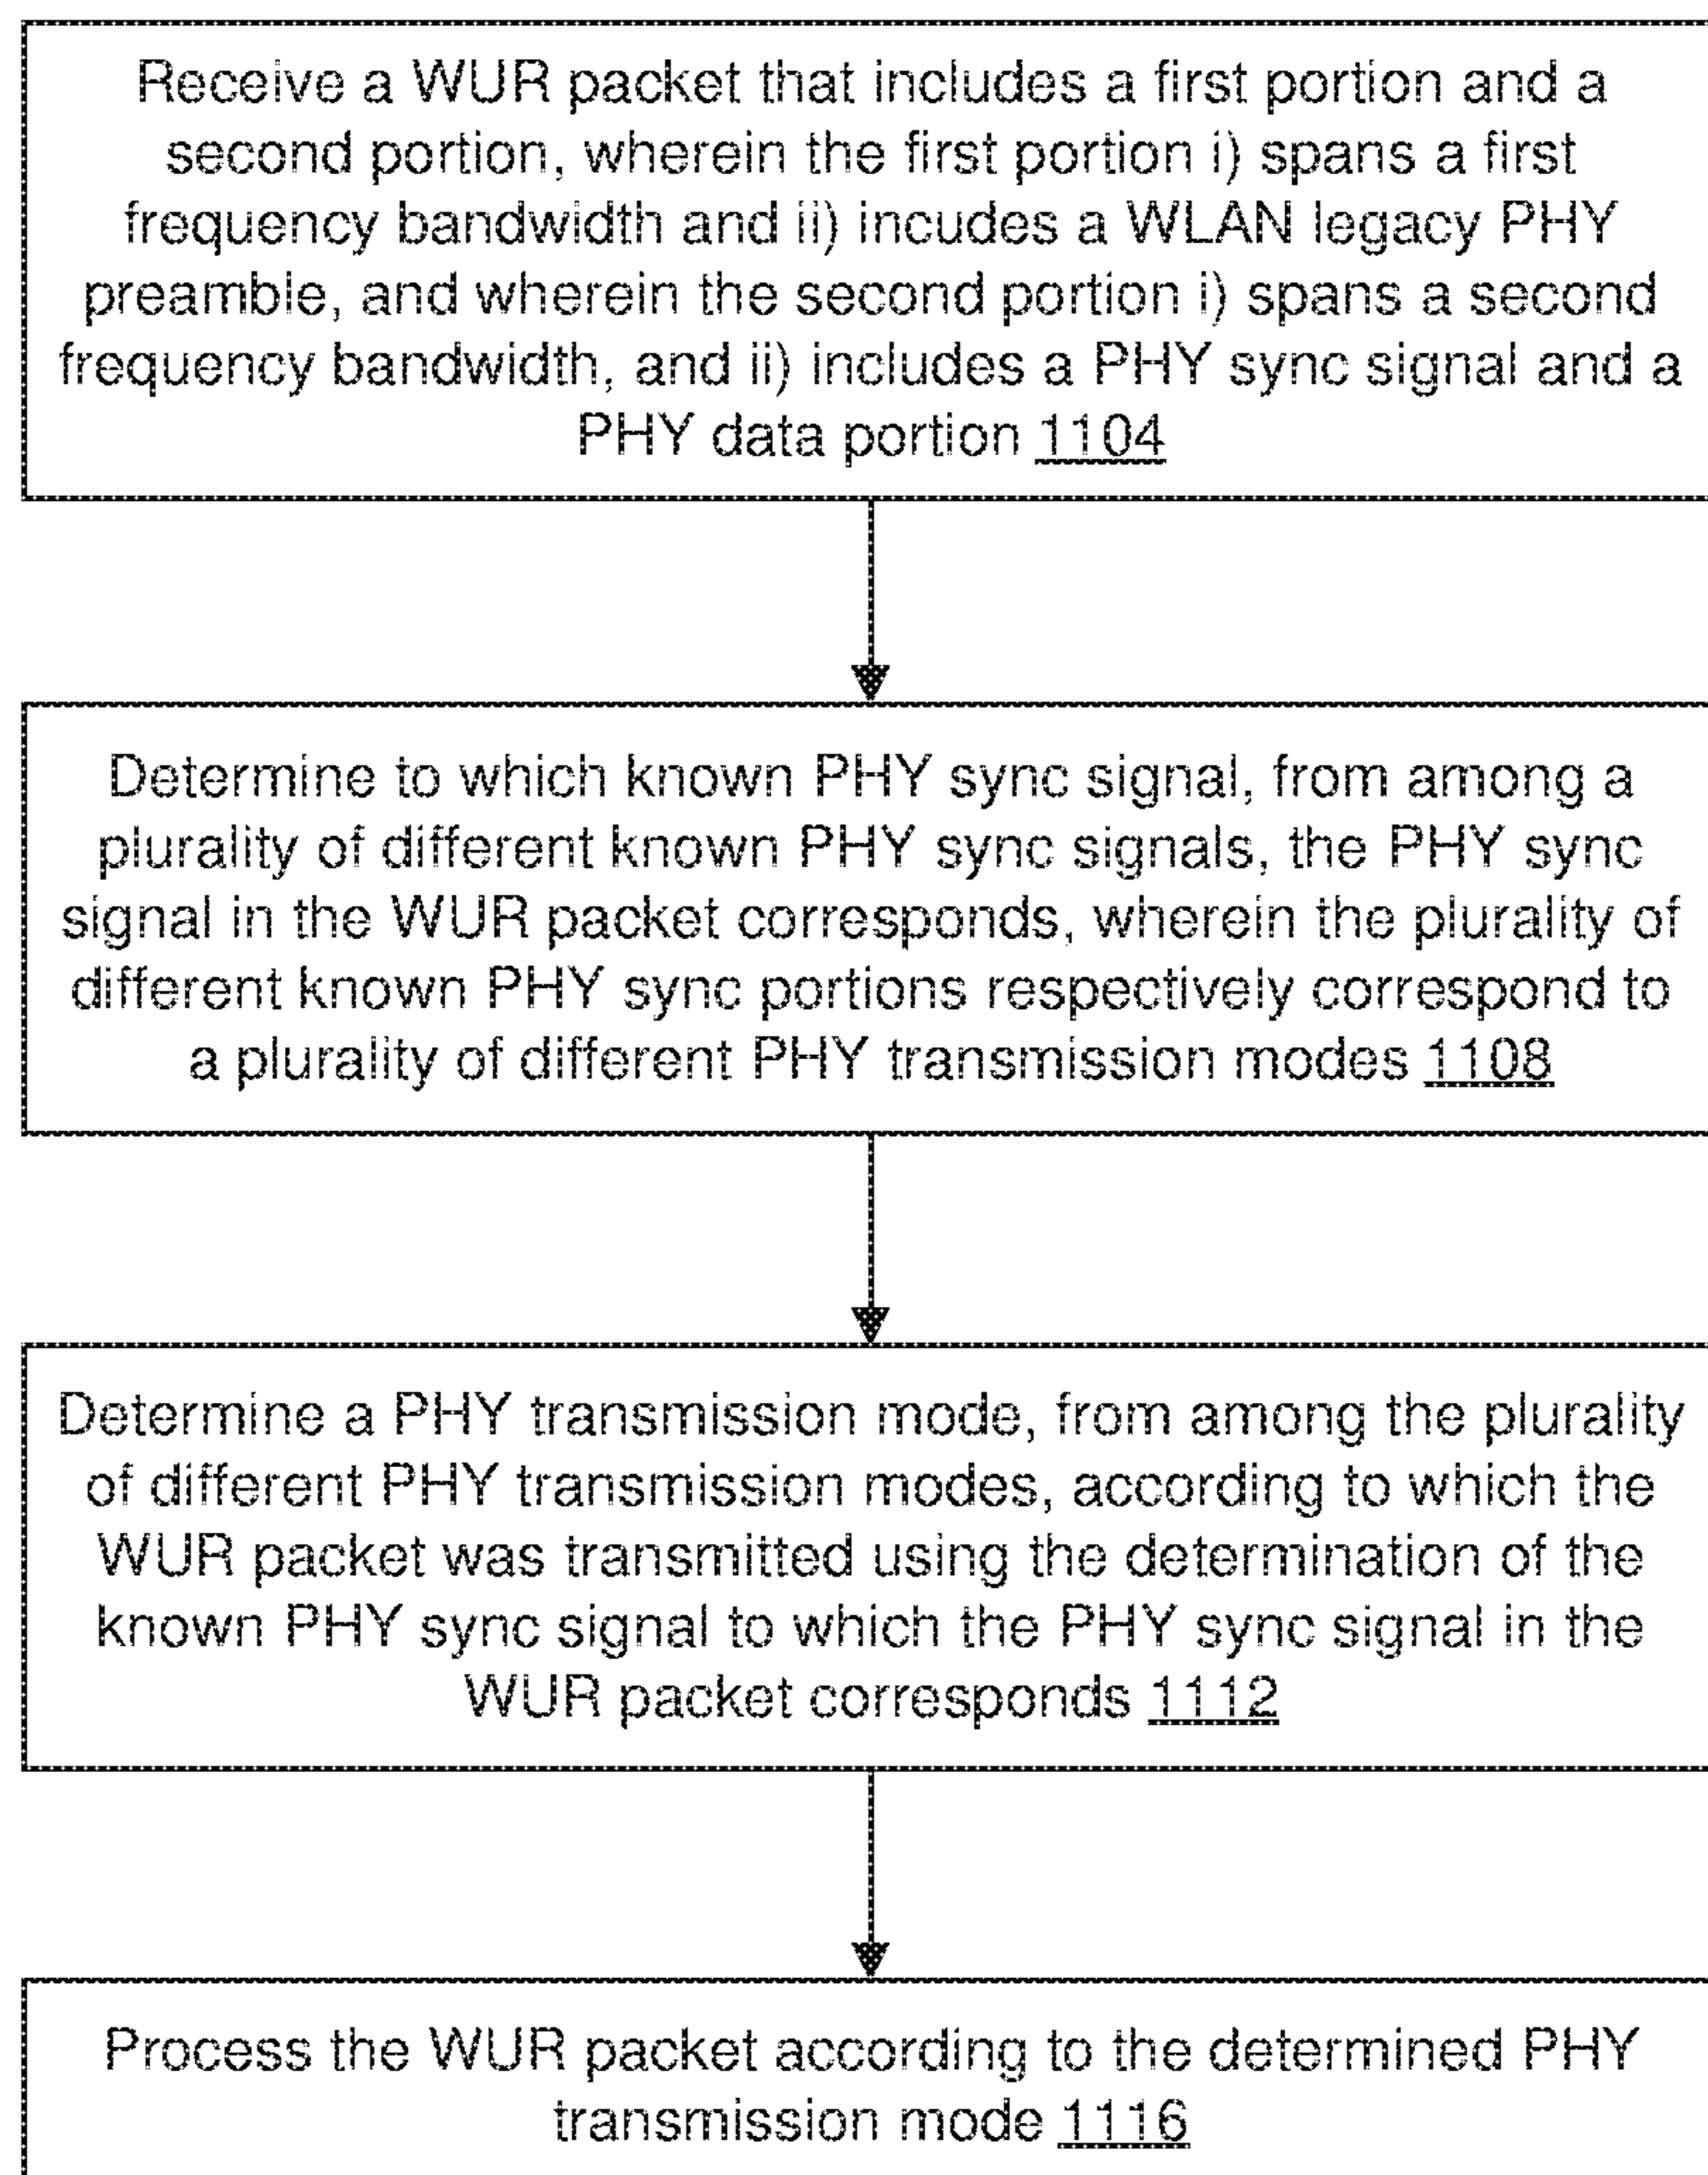 Receive a WUR packet that includes a first portion and a
second portion, wherein the first portion i) spans a first
frequency bandwidth and ii) incudes a WLAN legacy PHY
preamble, and wherein the second portion i) spans a second
frequency bandwidth, and ii) includes a PHY sync signal and a
PHY data portion 1104
Determine to which known PHY sync signal, from among a
plurality of different known PHY sync signals, the PHY sync
signal in the WUR packet corresponds, wherein the plurality of
different known PHY sync portions respectively correspond to
a plurality of different PHY transmission modes 1108
Determine a PHY transmission mode, from among the plurality
of different PHY transmission modes, according to which the
WUR packet was transmitted using the determination of the
known PHY sync signal to which the PHY sync signal in the
WUR packet corresponds 1112
Process the WUR packet according to the determined PHY
transmission mode 1116